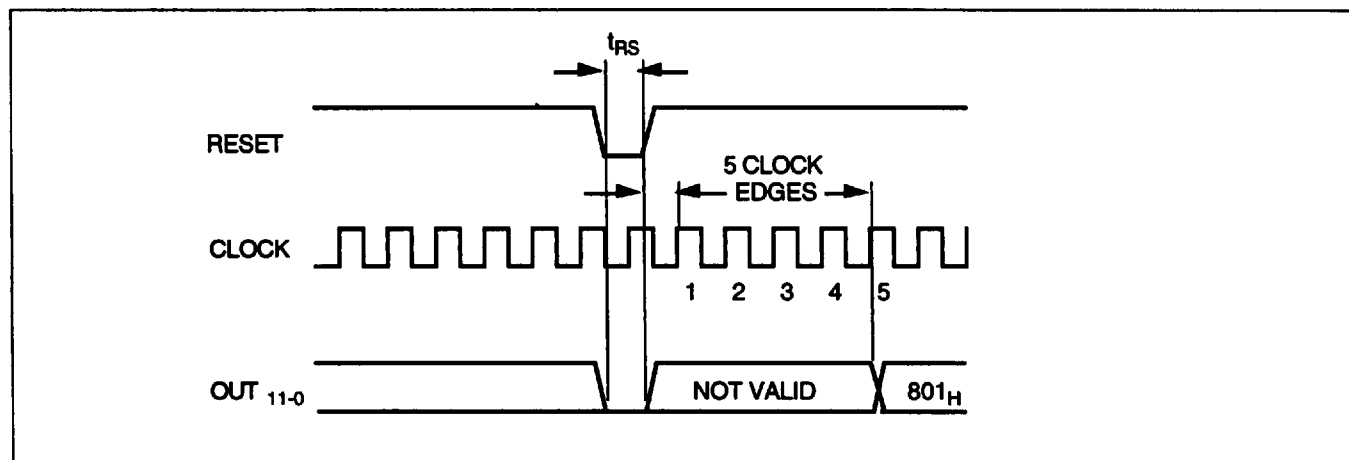 tRS
RESET
5 CLOCK
EDGES
CLOCK
1 2 3 4 5
OUT 11-0
NOT VALID
801H